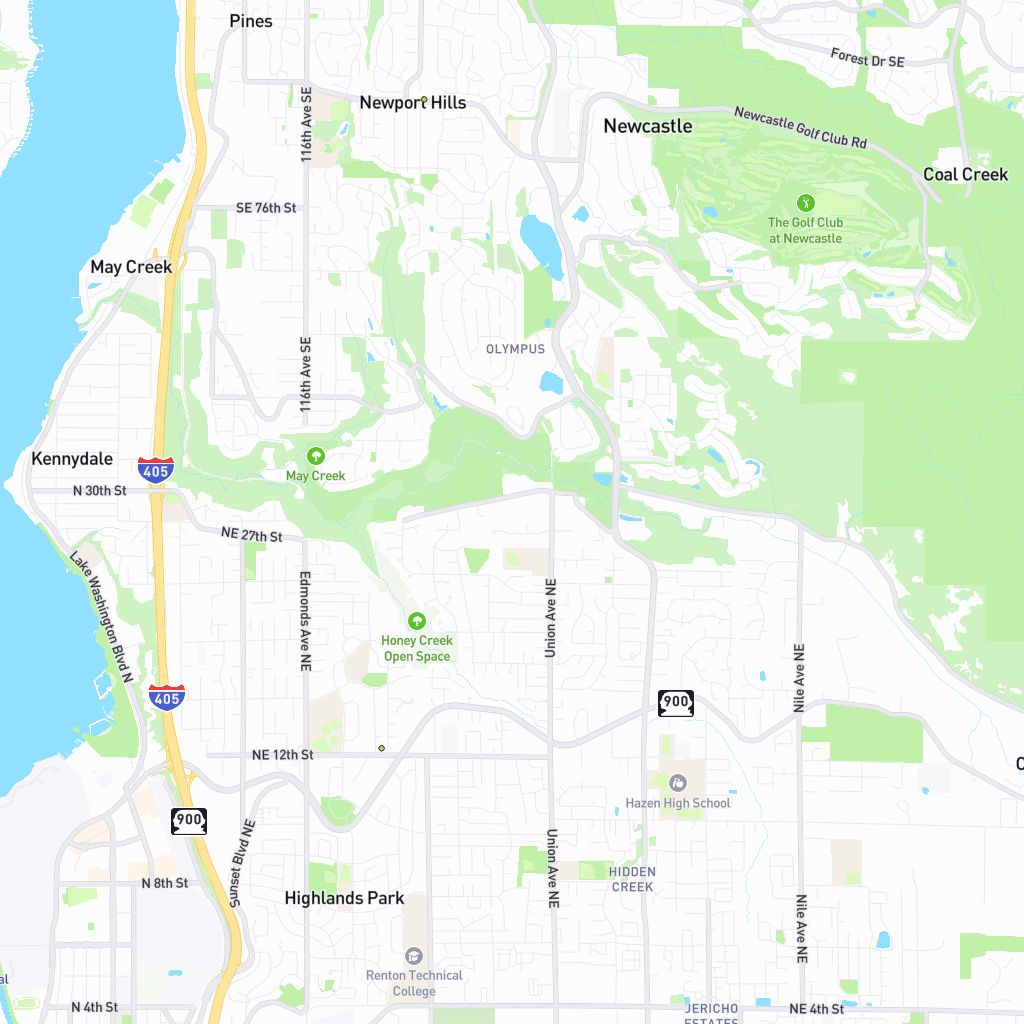 Pines
Forest Dr SE
Newport Hills
116th Ave SE
Newcastle
Newcastle Golf Club Rd
Coal Creek
SE 76th St
The Golf Club
at Newcastle
May Creek
OLYMPUS
116th Ave SE
Kennydale
405
May Creek
N 30th St
NE 27th St
Lake Washington Blvd N
Edmonds Ave NE
Union Ave NE
Honey Creek
Open Space
Nile Ave NE
405
900
NE 12th St
C
Hazen High School
900
Sunset Blvd NE
Union Ave NE
N 8th St
HIDDEN
CREEK
Highlands Park
Nile Ave NE
Renton Technical
College
al
N 4th St
JERICHO
ESTATES
NE 4th St